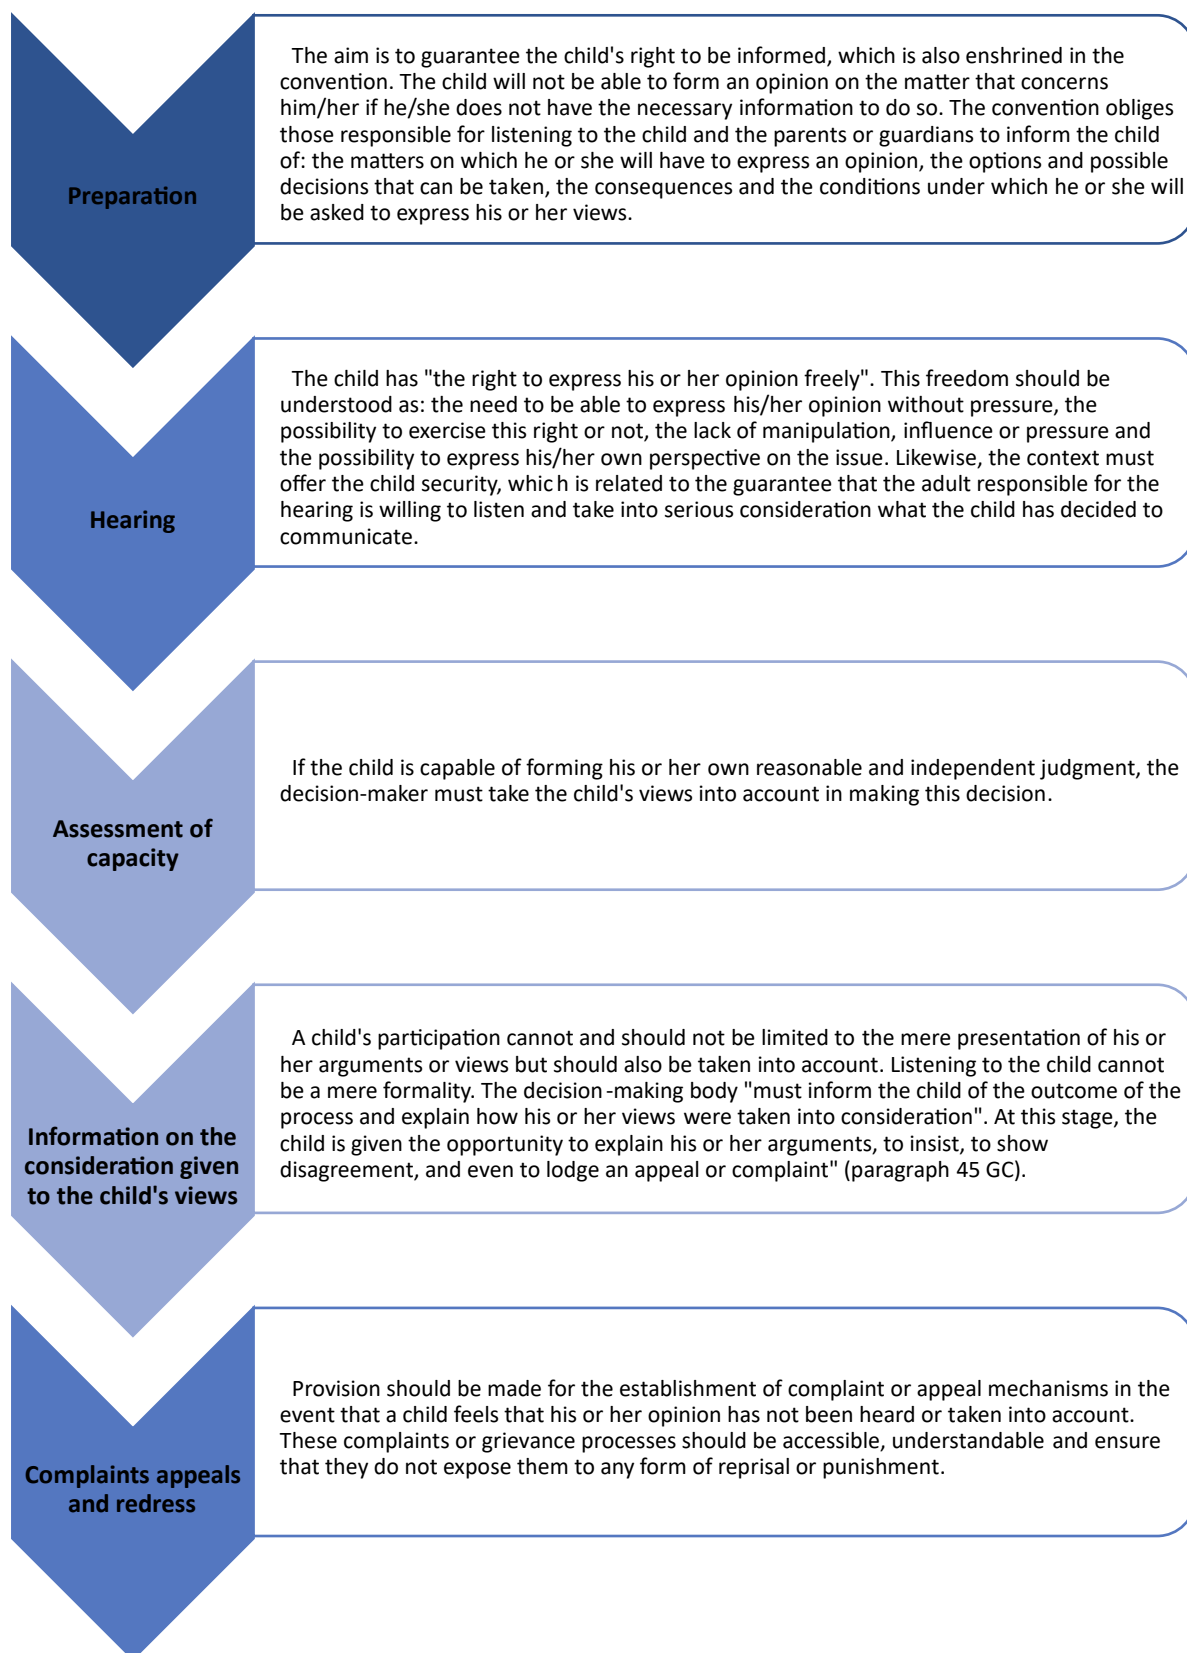 Preparation
The aim is to guarantee the child's right to be informed, which is also enshrined in the
convention. The child will not be able to form an opinion on the matter that concerns
him/her if he/she does not have the necessary information to do so. The convention obliges
those responsible for listening to the child and the parents or guardians to inform the child
of: the matters on which he or she will have to express an opinion, the options and possible
decisions that can be taken, the consequences and the conditions under which he or she will
be asked to express his or her views.
Hearing
The child has "the right to express his or her opinion freely". This freedom should be
understood as: the need to be able to express his/her opinion without pressure, the
possibility to exercise this right or not, the lack of manipulation, influence or pressure and
the possibility to express his/her own perspective on the issue. Likewise, the context must
offer the child security, which is related to the guarantee that the adult responsible for the
hearing is willing to listen and take into serious consideration what the child has decided to
communicate.
Assessment of
capacity
If the child is capable of forming his or her own reasonable and independent judgment, the
decision-maker must take the child's views into account in making this decision.
Information on the
consideration given
to the child's views
A child's participation cannot and should not be limited to the mere presentation of his or
her arguments or views but should also be taken into account. Listening to the child cannot
be a mere formality. The decision-making body "must inform the child of the outcome of the
process and explain how his or her views were taken into consideration". At this stage, the
child is given the opportunity to explain his or her arguments, to insist, to show
disagreement, and even to lodge an appeal or complaint" (paragraph 45 GC).
Complaints appeals
and redress
Provision should be made for the establishment of complaint or appeal mechanisms in the
event that a child feels that his or her opinion has not been heard or taken into account.
These complaints or grievance processes should be accessible, understandable and ensure
that they do not expose them to any form of reprisal or punishment.